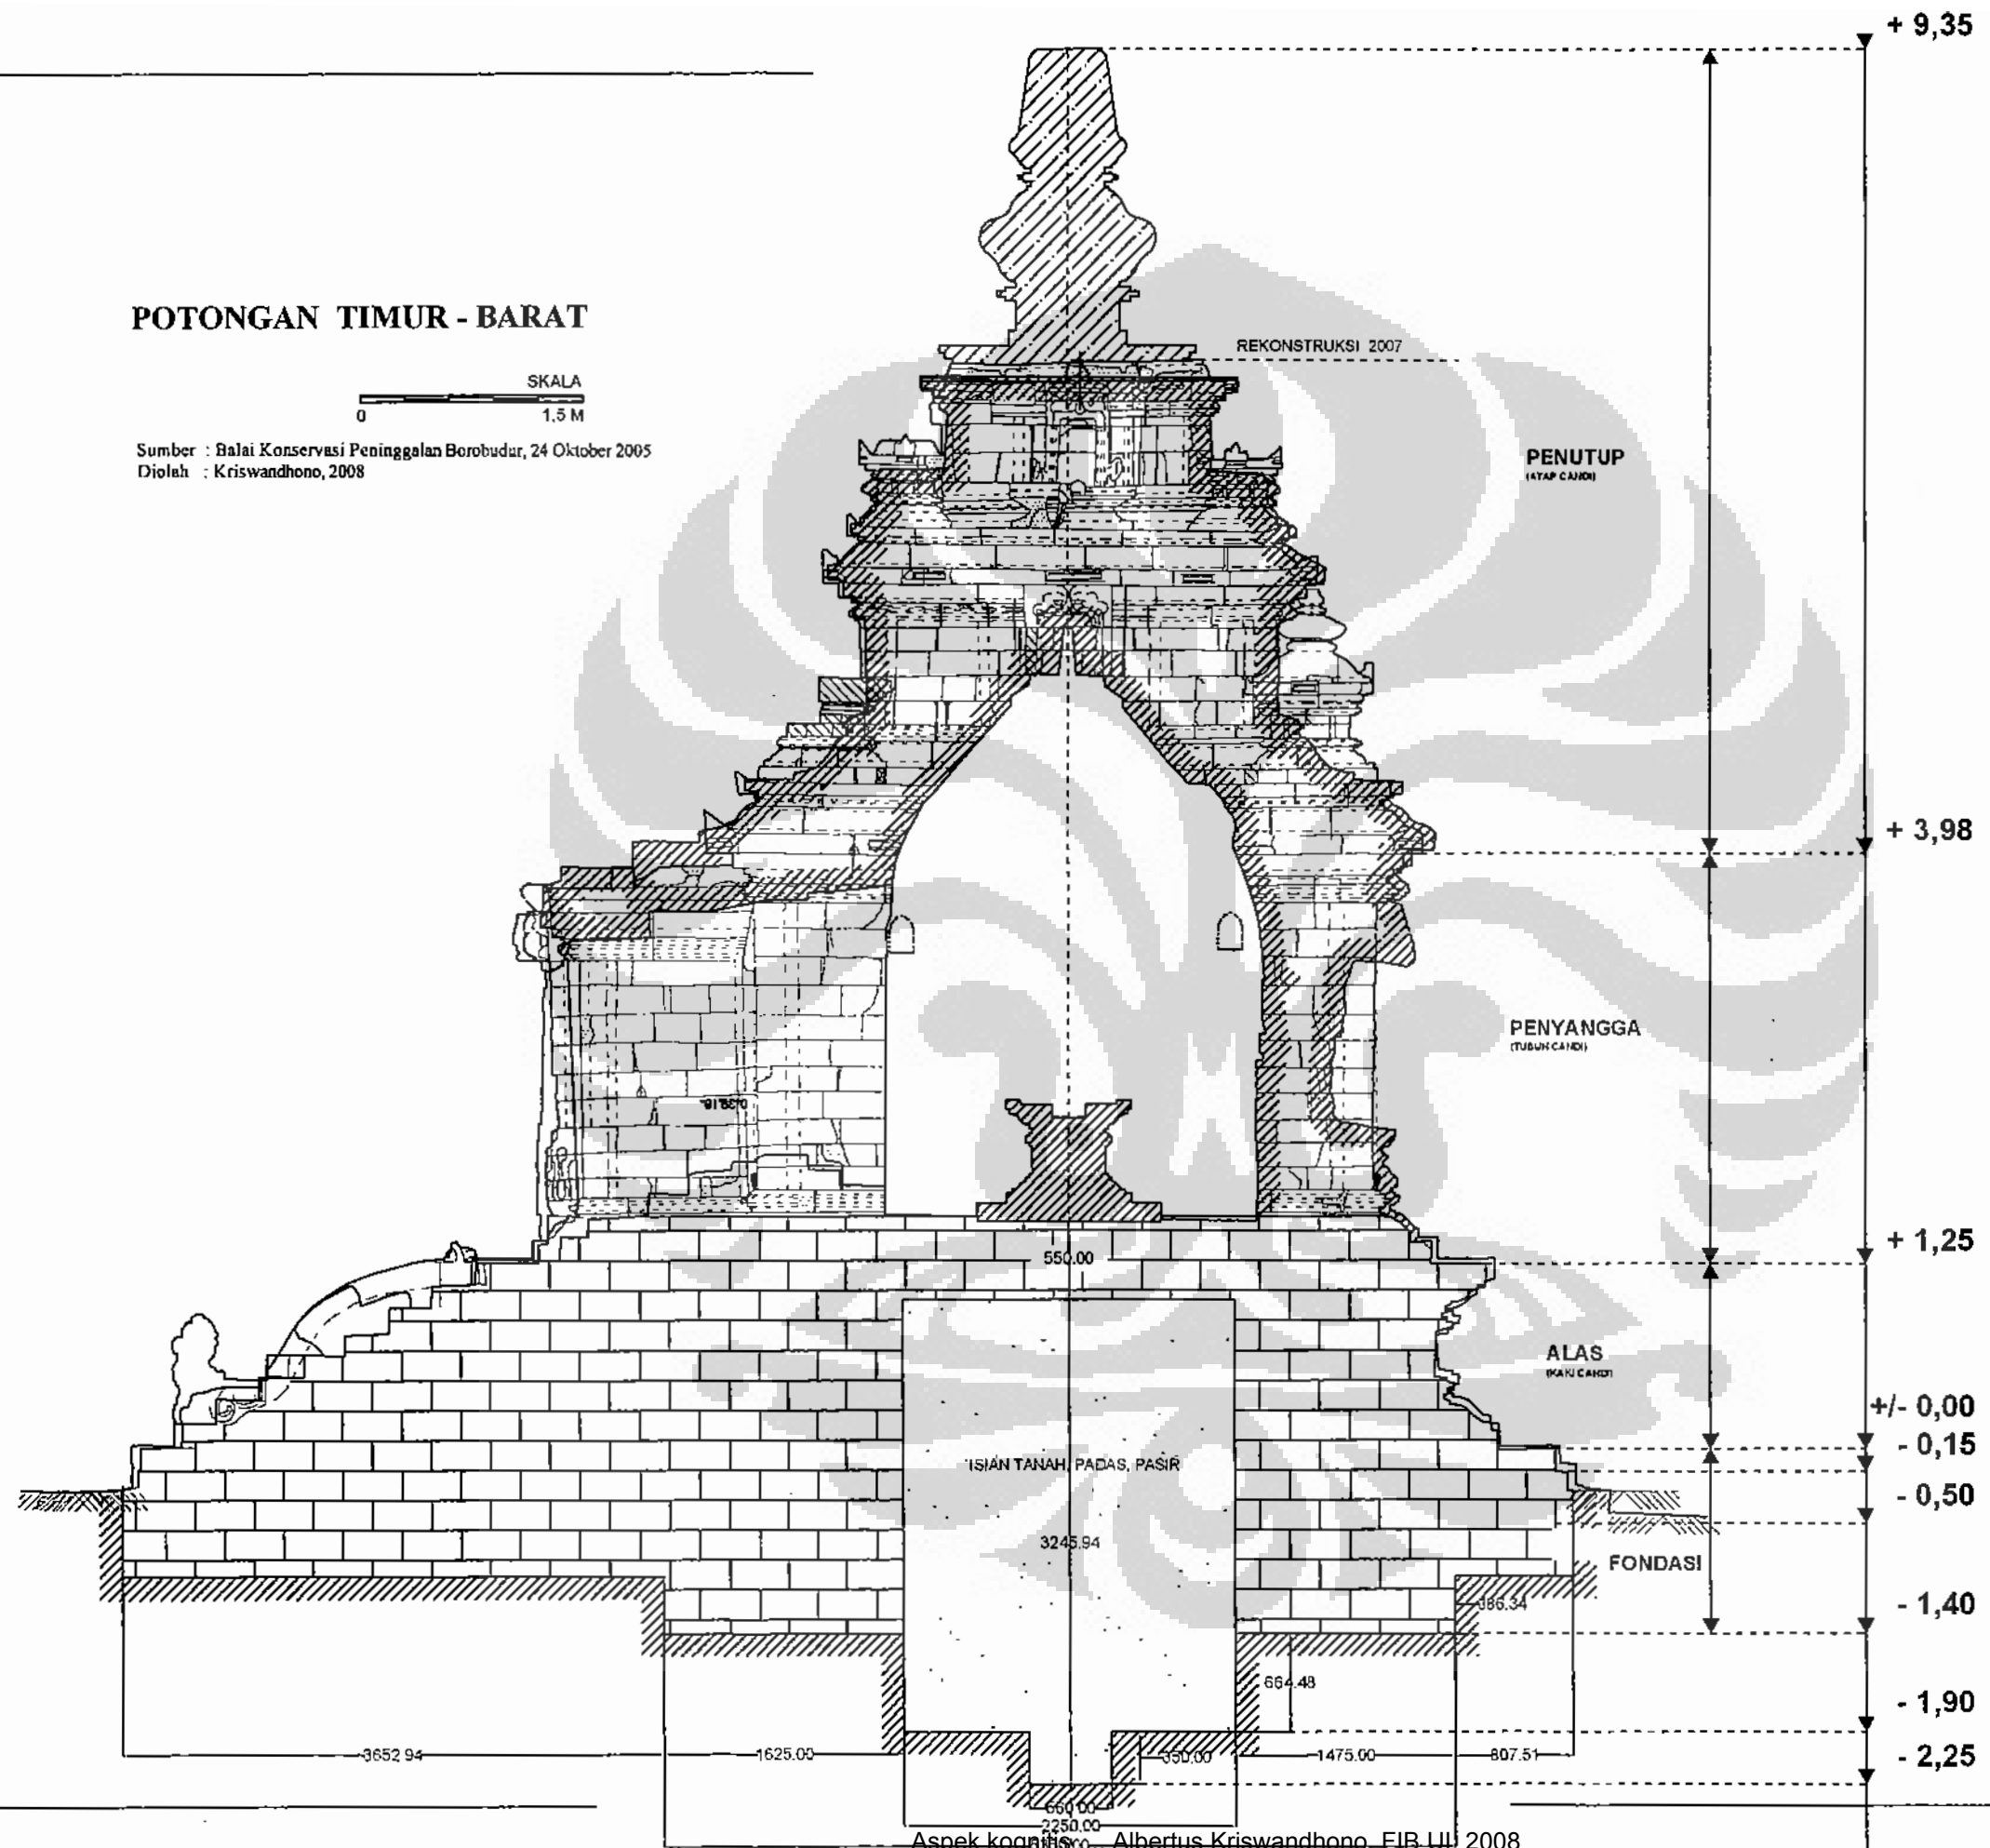 + 9,35
POTONGAN TIMUR - BARAT
REKONSTRUKSI 2007
SKALA
0 1,5 M
Sumber : Balai Konservasi Peninggalan Borobudur, 24 Oktober 2005
Diolah : Kriswandhono, 2008
PENUTUP
(ATAP CANDI)
+ 3,98
PENYANGGA
(TUBUH CANDI)
+ 1,25
550.00
ALAS
(KAKI CANDI)
+/- 0,00
- 0,15
ISIAN TANAH, PADAS, PASIR
- 0,50
3245.94
FONDASI
386.34
- 1,40
664.48
- 1,90
3652.94 1625.00 350.00 1475.00 807.51
- 2,25
660.00
2250.00
Aspek kognitis..., Albertus Kriswandhono, FIB UI, 2008